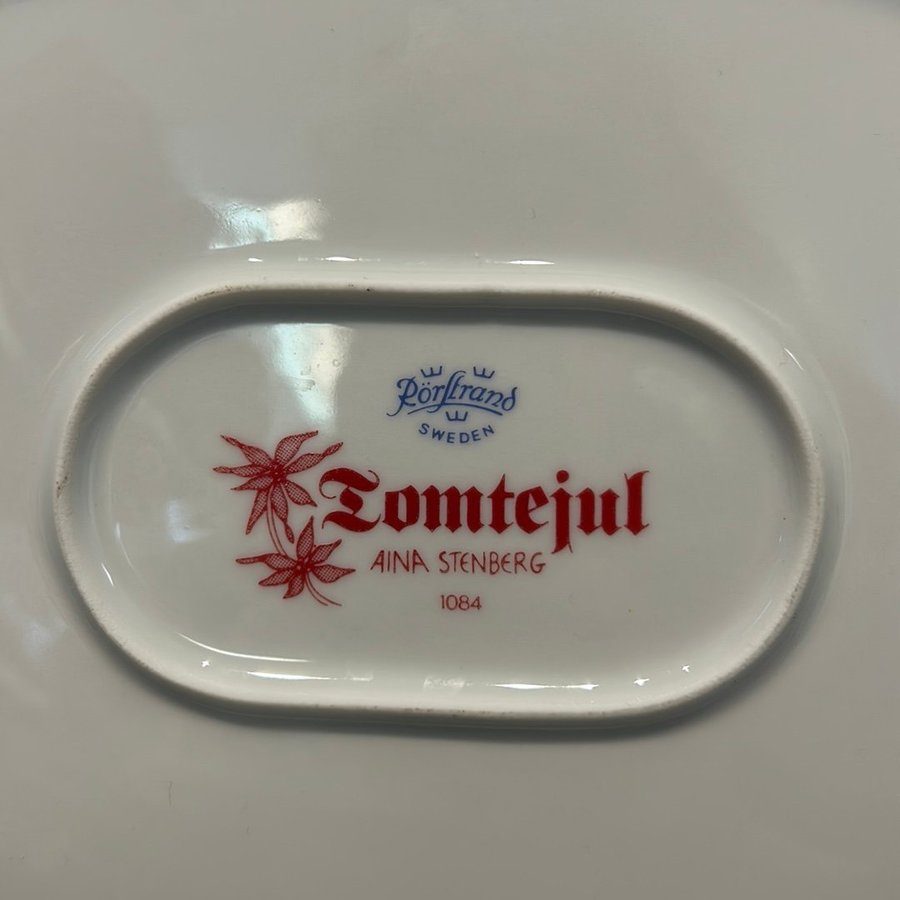 Rörstrand
SWEDEN
Tomtejul
AINA STENBERG
1084